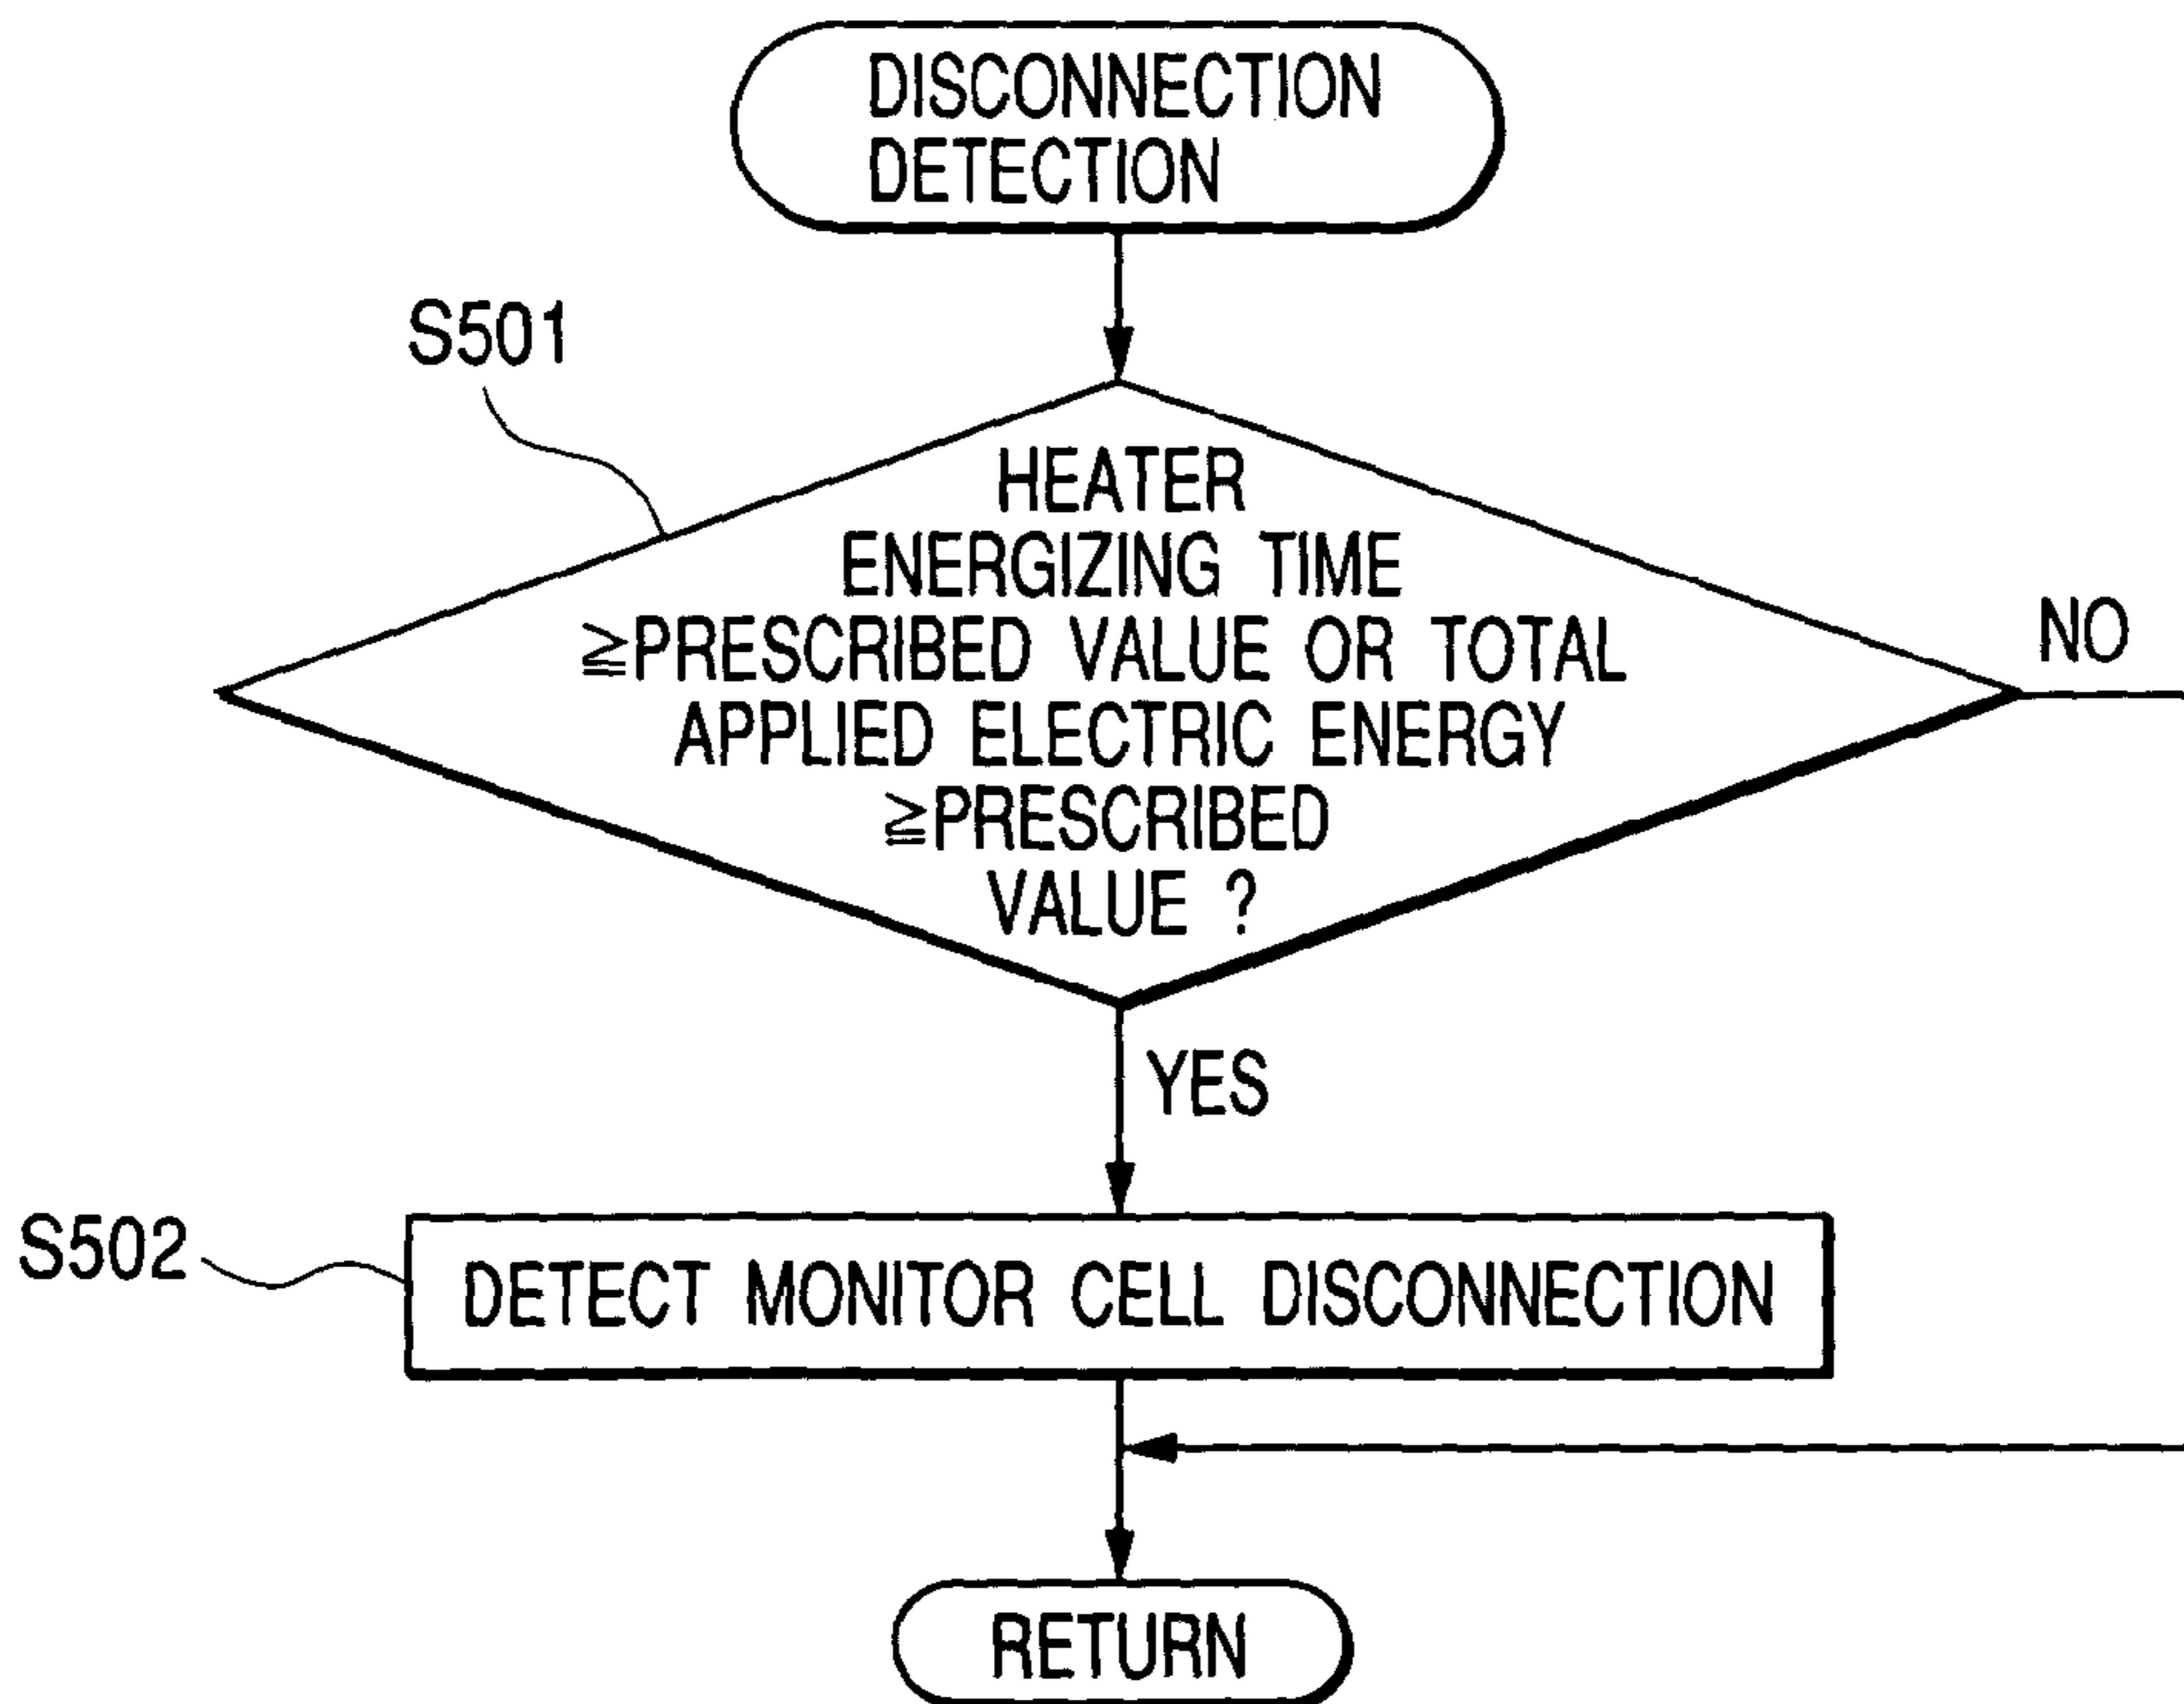 DISCONNECTION
DETECTION
S501
HEATER
ENERGIZING TIME
≧PRESCRIBED VALUE OR TOTAL
APPLIED ELECTRIC ENERGY
≧PRESCRIBED
VALUE ?
NO
YES
S502
DETECT MONITOR CELL DISCONNECTION
RETURN